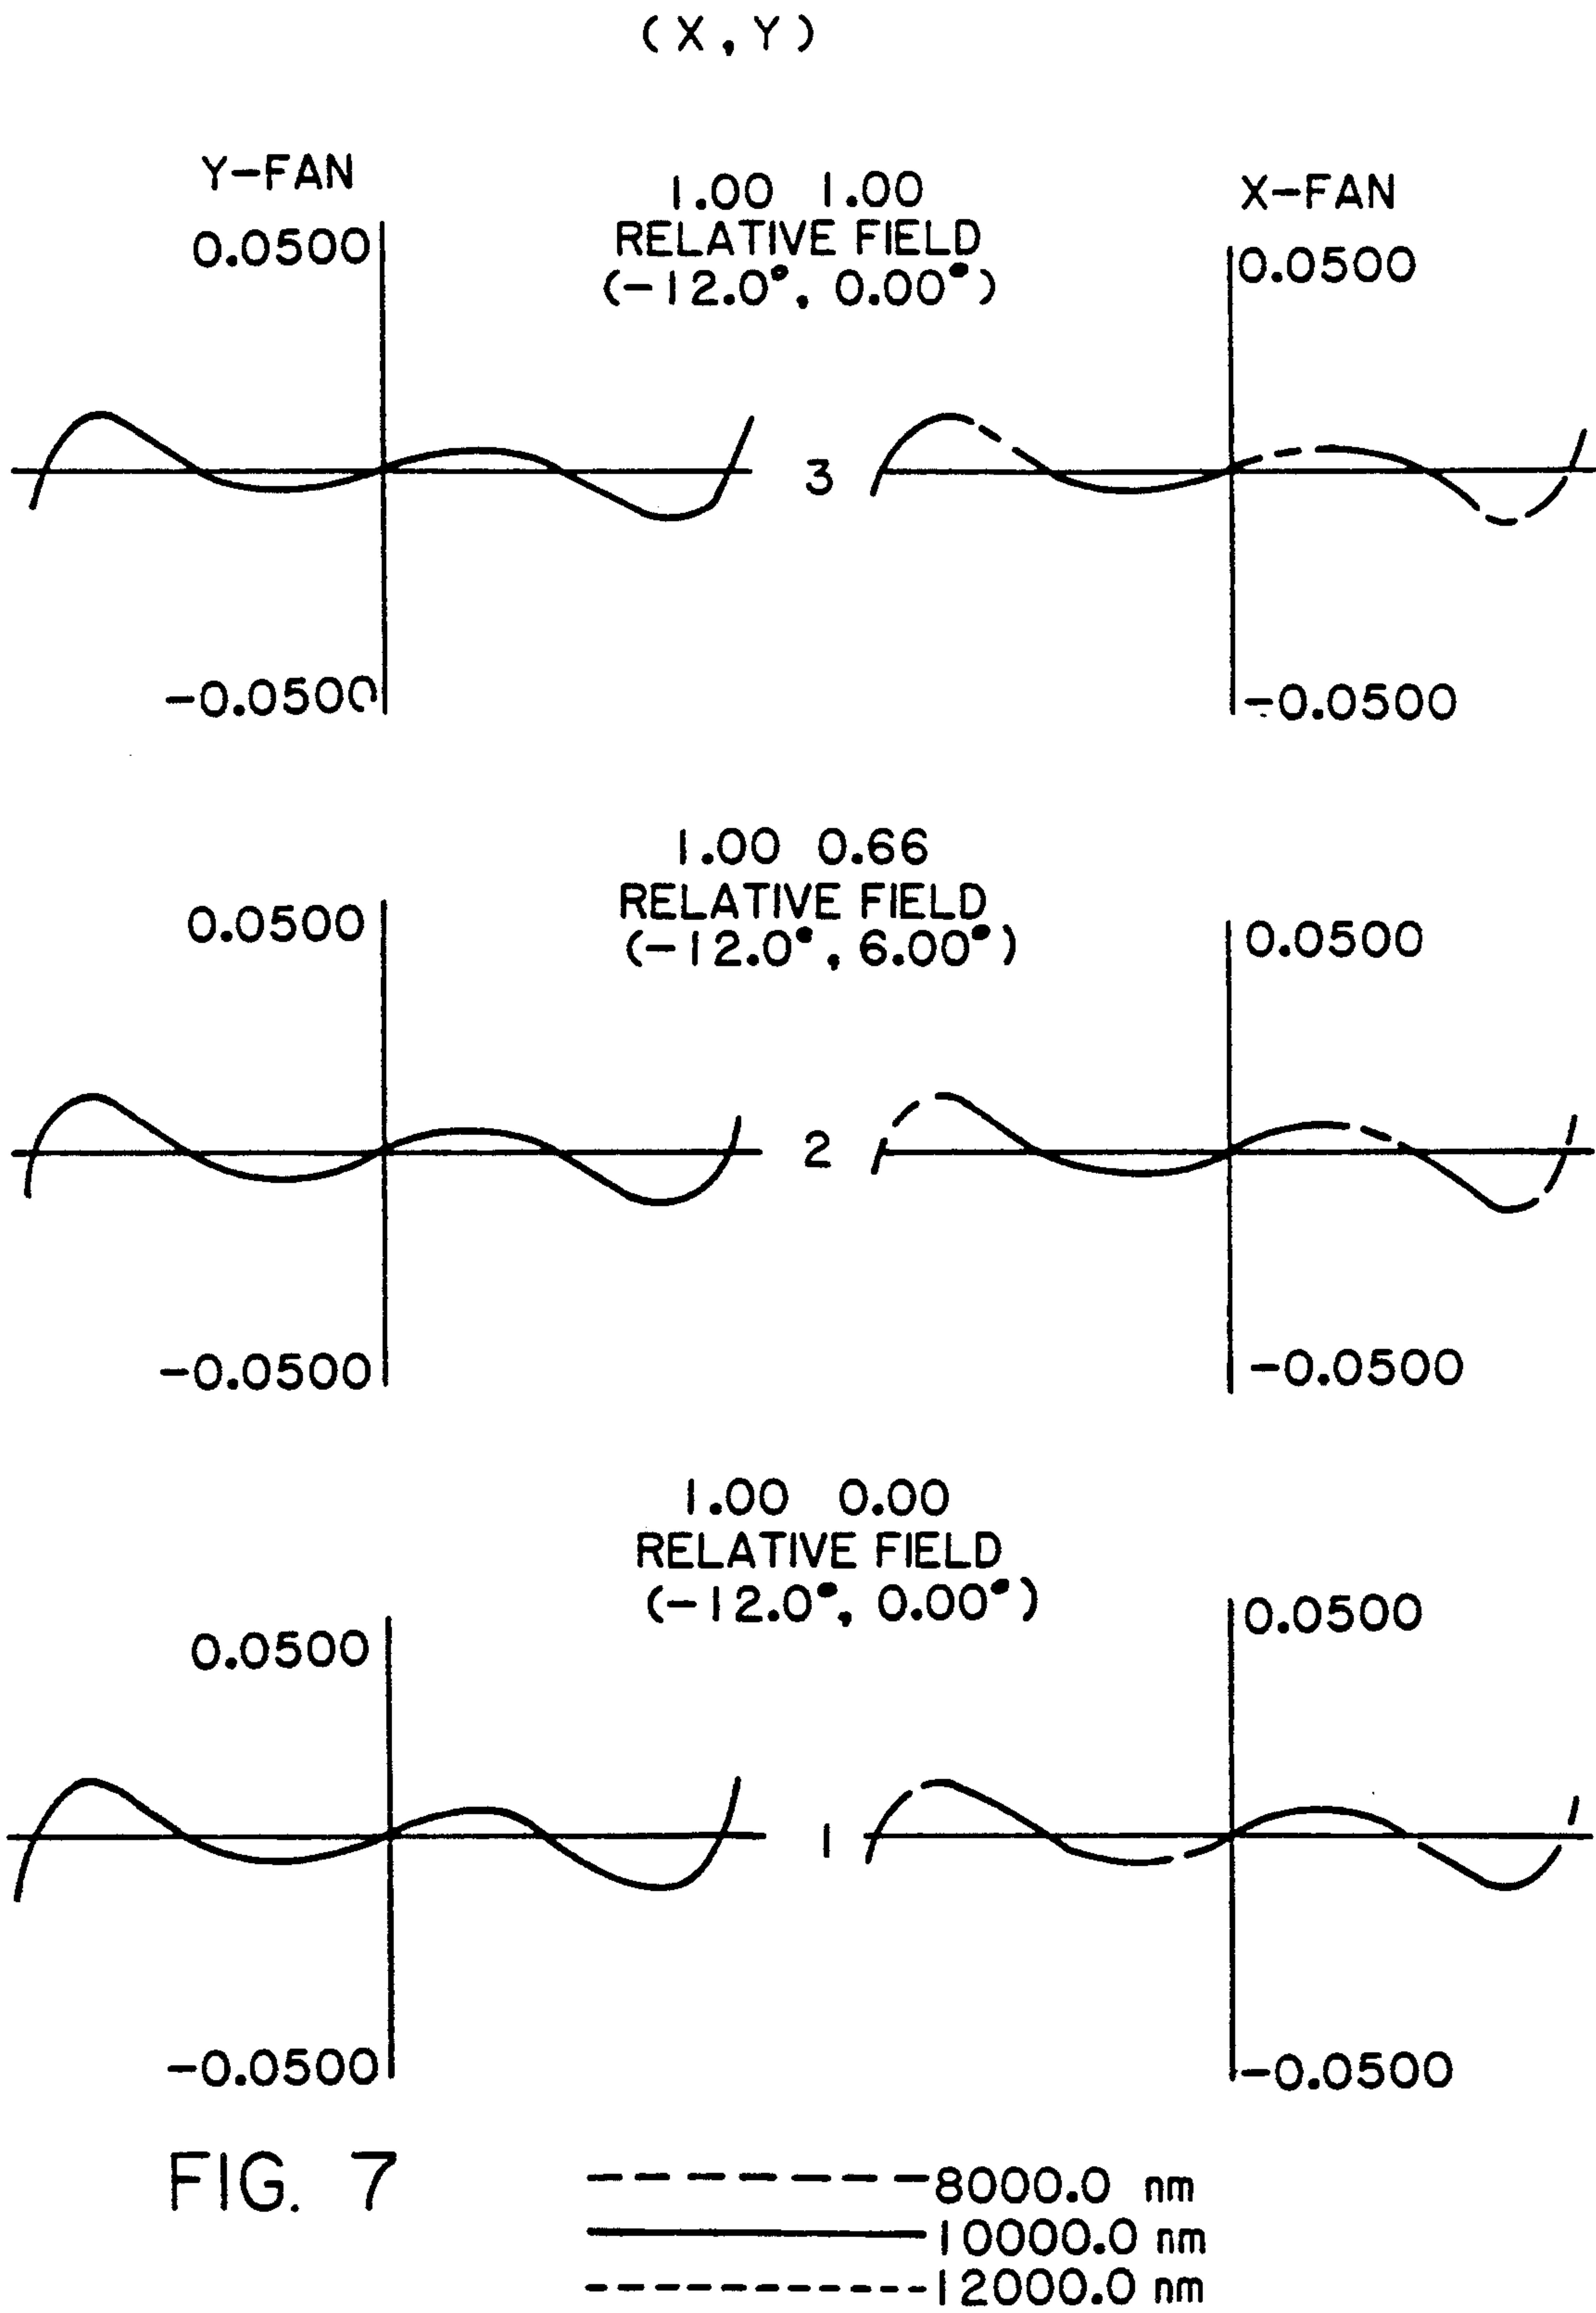 (X,Y)
Y-FAN
1.00 1.00
X-FAN
0.0500
RELATIVE FIELD
0.0500
(-12.0°, 0.00°)
3
-0.0500
-0.0500
1.00 0.66
0.0500
RELATIVE FIELD
0.0500
(-12.0°, 6.00°)
2
-0.0500
-0.0500
1.00 0.00
RELATIVE FIELD
(-12.0°, 0.00°)
0.0500
0.0500
1
-0.0500
-0.0500
FIG. 7
8000.0 nm
10000.0 nm
12000.0 nm